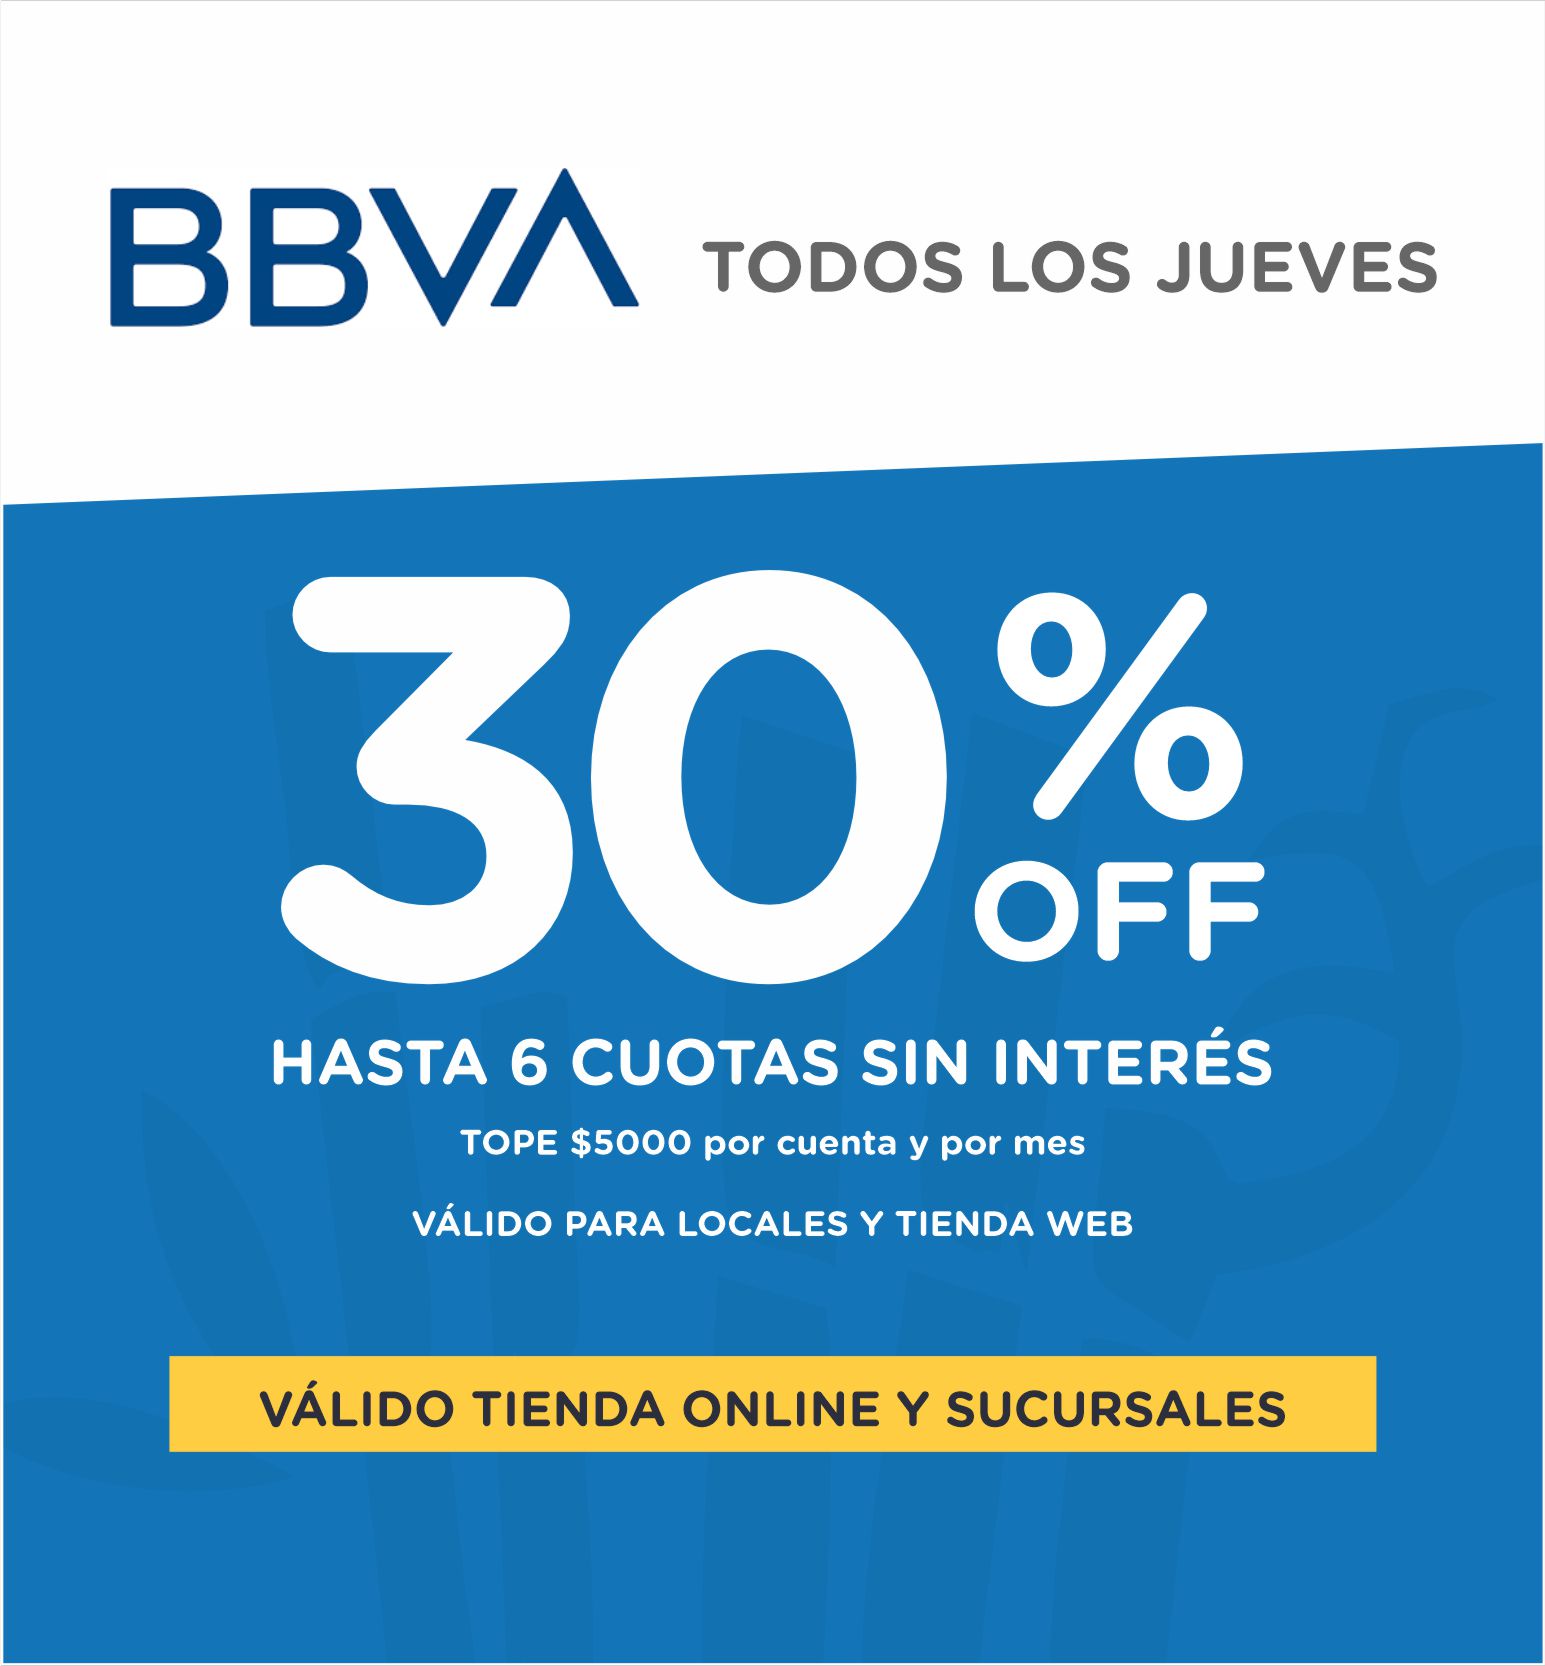 BBVA TODOS LOS JUEVES
30%
OFF
HASTA 6 CUOTAS SIN INTERÉS
TOPE $5000 por cuenta y por mes
VÁLIDO PARA LOCALES Y TIENDA WEB
VÁLIDO TIENDA ONLINE Y SUCURSALES